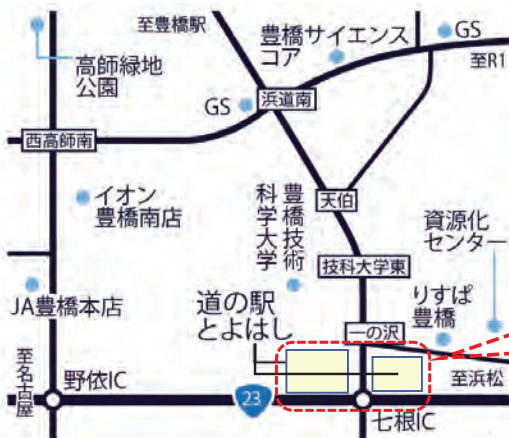 至豊橋駅
GS
豊橋サイエンス
コア
至R1
高師緑地
公園
GS
浜道南
西高師南
イオン
豊橋南店
天伯
豊橋技術
科学大学
資源化
センター
技科大学東
JA豊橋本店
りすぱ
豊橋
道の駅
とよはし
一の沢
至名古屋
野依IC
23
至浜松
七根IC